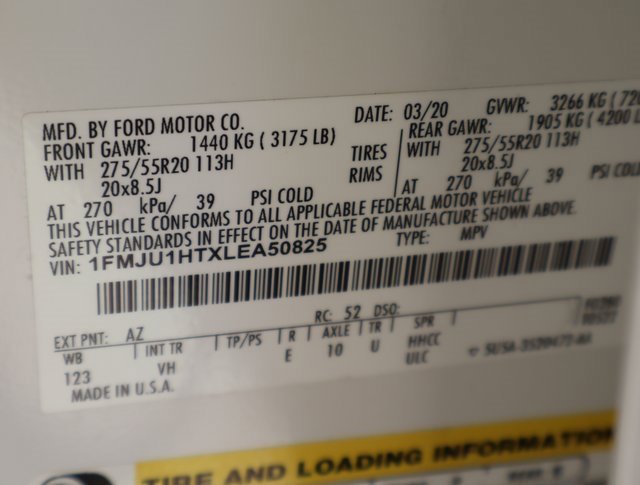 MFD. BY FORD MOTOR CO. DATE: 03/20 GVWR: 3266 KG ( 720
FRONT GAWR: 1440 KG ( 3175 LB) REAR GAWR: 1905 KG ( 4200 L
WITH 275/55R20 113H TIRES WITH 275/55R20 113H
20x8.5J RIMS 20x8.5J
AT 270 kPa/ 39 PSI COLD AT 270 kPa/ 39 PSI COL
THIS VEHICLE CONFORMS TO ALL APPLICABLE FEDERAL MOTOR VEHICLE
SAFETY STANDARDS IN EFFECT ON THE DATE OF MANUFACTURE SHOWN ABOVE.
VIN: 1FMJU1HTXLEA50825 TYPE: MPV
EXT PNT: AZ RC: 52 DSO:
WB INT TR TP/PS R AXLE TR SPR
123 VH E 10 U HHCC
ULC
MADE IN U.S.A.
TIRE AND LOADING INFORMATION